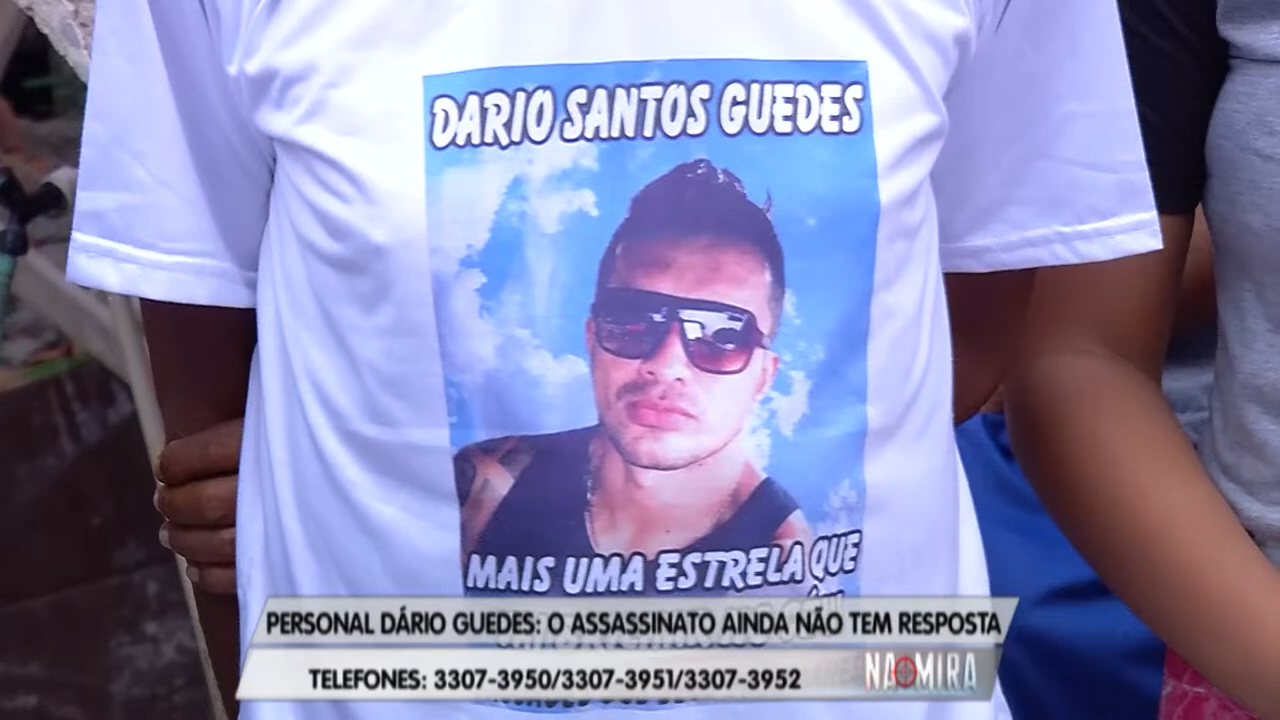 DARIO SANTOS GUEDES
MAIS UMA ESTRELA QUE
PERSONAL DÁRIO GUEDES: O ASSASSINATO AINDA NÃO TEM RESPOSTA
TELEFONES: 3307-3950/3307-3951/3307-3952
NA MIRA